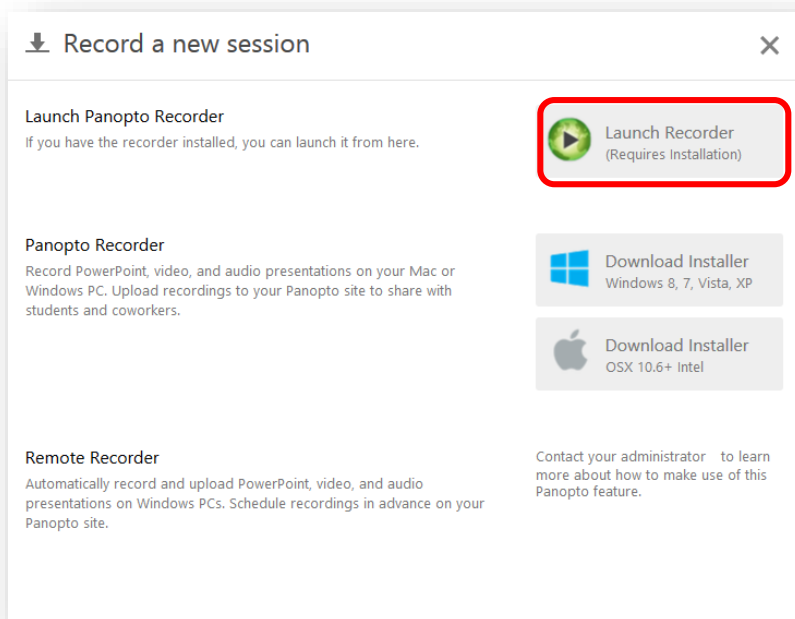 Record a new session
Launch Panopto Recorder
If you have the recorder installed, you can launch it from here.
Launch Recorder
(Requires Installation)
Panopto Recorder
Record PowerPoint, video, and audio presentations on your Mac or
Windows PC. Upload recordings to your Panopto site to share with
students and coworkers.
Download Installer
Windows 8, 7, Vista, XP
Download Installer
OSX 10.6+ Intel
Remote Recorder
Automatically record and upload PowerPoint, video, and audio
presentations on Windows PCs. Schedule recordings in advance on your
Panopto site.
Contact your administrator to learn
more about how to make use of this
Panopto feature.